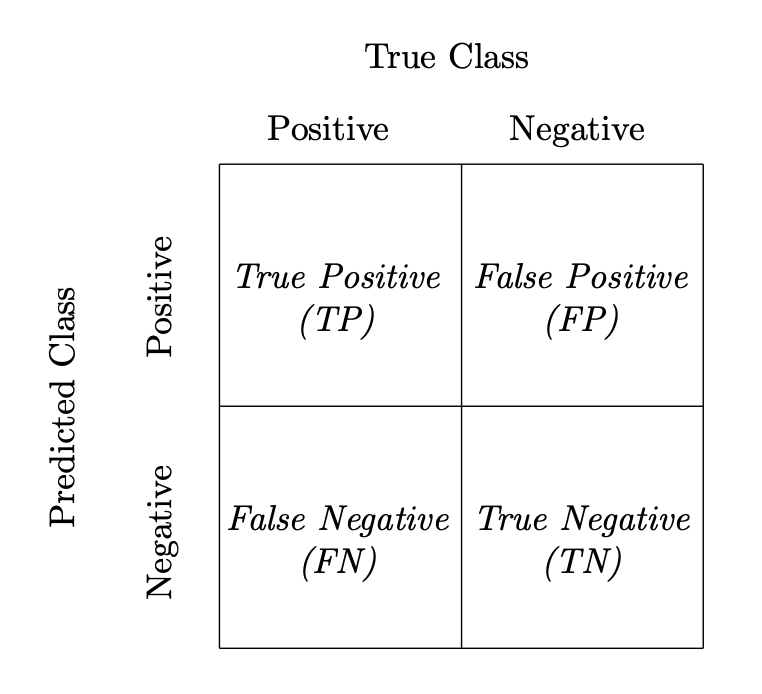 True Class
Positive Negative
Predicted Class
Positive
True Positive
(TP)
False Positive
(FP)
Negative
False Negative
(FN)
True Negative
(TN)